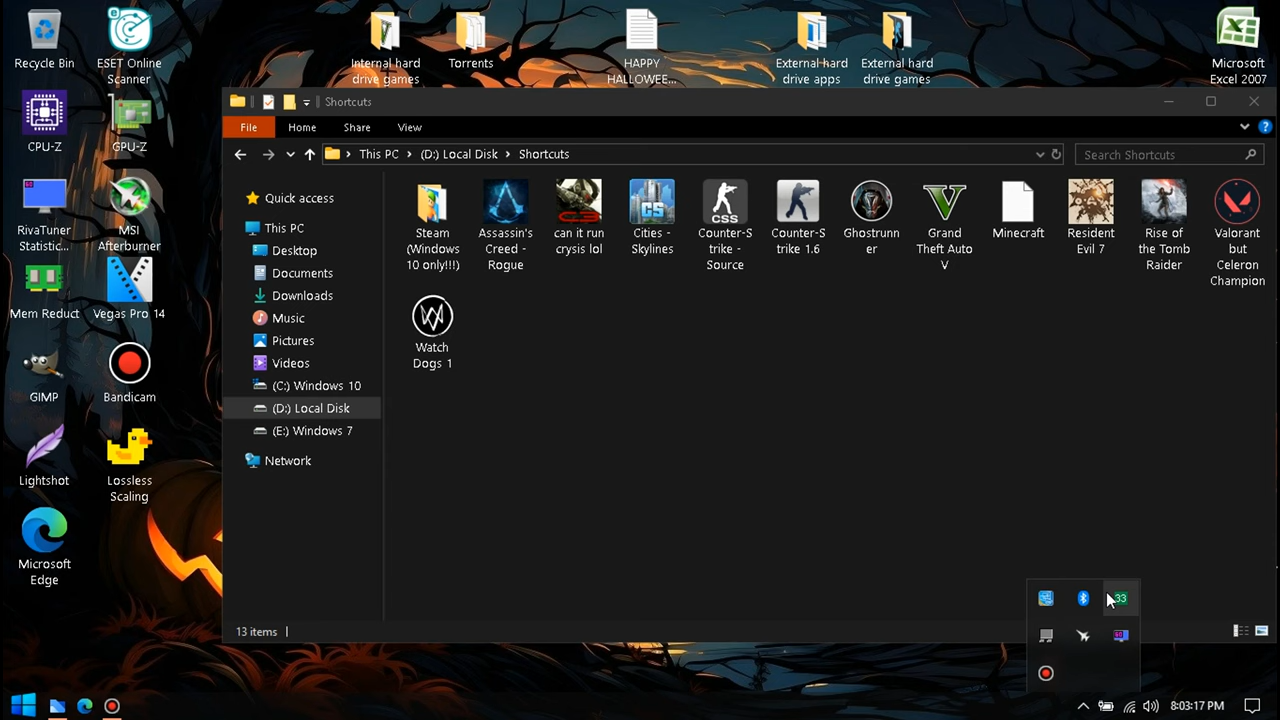 Recycle Bin
ESET Online
Scanner
Internal hard
drive games
Torrents
HAPPY
HALLOWEE...
External hard
drive apps
External hard
drive games
Microsoft
Excel 2007
CPU-Z
GPU-Z
RivaTuner
Statistic...
MSI
Afterburner
Mem Reduct
Vegas Pro 14
GIMP
Bandicam
Lightshot
Lossless
Scaling
Microsoft
Edge
Shortcuts
File
Home
Share
View
This PC
(D:) Local Disk
Shortcuts
Search Shortcuts
Quick access
This PC
Desktop
Documents
Downloads
Music
Pictures
Videos
(C:) Windows 10
(D:) Local Disk
(E:) Windows 7
Network
Steam
(Windows
10 only!!!)
Assassin's
Creed -
Rogue
C3
can it run
crysis lol
CS
Cities -
Skylines
CSS
Counter-S
trike -
Source
Counter-S
trike 1.6
Ghostrunn
er
Grand
Theft Auto
V
Minecraft
Resident
Evil 7
Rise of
the Tomb
Raider
Valorant
but
Celeron
Champion
Watch
Dogs 1
13 items
33
8:03:17 PM